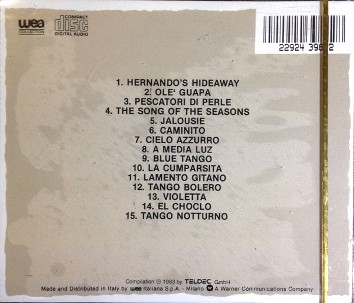 wea
COLLECTION
COMPACT
disc
DIGITAL AUDIO
22924 39
1. HERNANDO'S HIDEAWAY
2. OLE' GUAPA
3. PESCATORI DI PERLE
4. THE SONG OF THE SEASONS
5. JALOUSIE
6. CAMINITO
7. CIELO AZZURRO
8. A MEDIA LUZ
9. BLUE TANGO
10. LA CUMPARSITA
11. LAMENTO GITANO
12. TANGO BOLERO
13. VIOLETTA
14. EL CHOCLO
15. TANGO NOTTURNO
Compilation ℗ 1983 by TELDEC GmbH
Made and Distributed in Italy by wea Italiana S.p.A. - Milano A Warner Communications Company